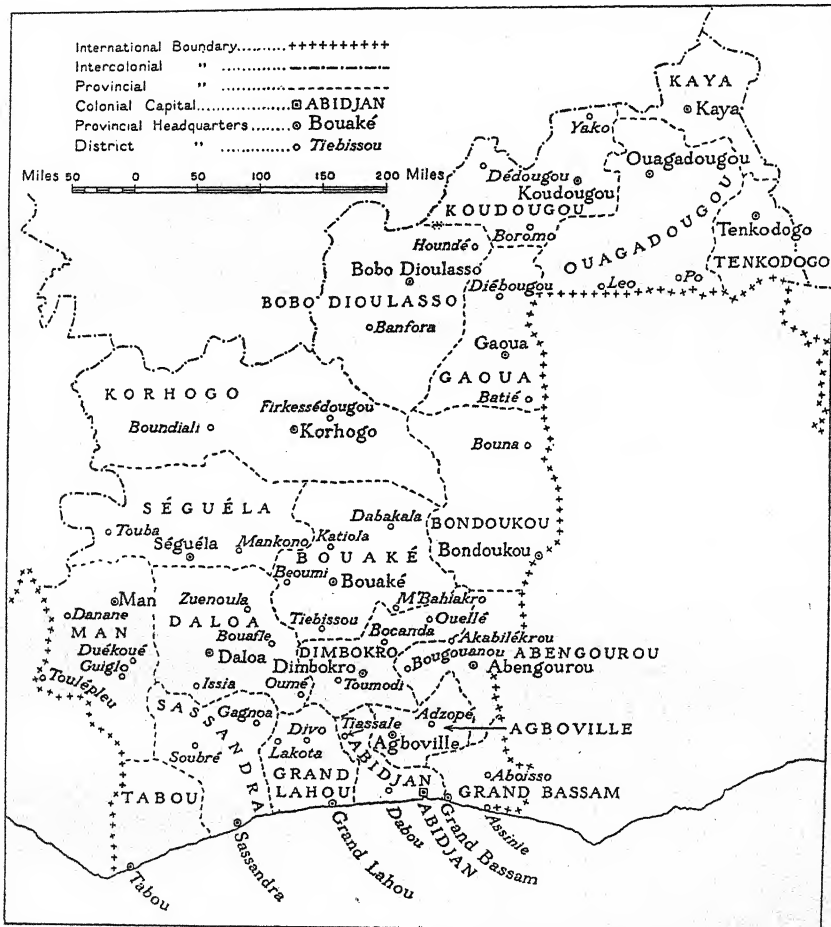 International Boundary..........++++++++++
Intercolonial " ...............
Provincial " ...............
Colonial Capital...............ABIDJAN
Provincial Headquarters.......Bouaké
District " .......Tiebissou
Miles 50 0 50 100 150 200 Miles
KAYA
Kaya
Yako
Ouagadougou
Dédougou
Koudougou
KOUDOUGOU
OUAGADOUGOU
Tenkodogo
TENKODOGO
Boromo
Houndé
Bobo Dioulasso
BOBO DIOULASSO
Diébougou
Leo
Po
Banfora
Gaoua
GAOUA
Batié
KORHOGO
Firkessédougou
Boundiali
Korhogo
Bouna
SÉGUÉLA
Dabakala
BONDOUKOU
Touba
Séguéla
Mankono
Katiola
BOUAKÉ
Bondoukou
Beoumi
Bouaké
Man
Zuenoula
M'Bahiakro
Danane
MAN
DALOA
Tiebissou
Ouellé
Bouafle
Bocanda
Akabilékrou
Duékoué
Guiglo
Daloa
DIMBOKRO
Dimbokro
Bougouanou
ABENGOUROU
Abengourou
Toulépleu
Issia
Oumé
Toumodi
SASSANDRA
Gagnoa
Divo
Tiassale
Adzopé
AGBOVILLE
Agboville
Lakota
Soubré
ABIDJAN
Aboisso
TABOU
GRAND
LAHOU
GRAND BASSAM
Tabou
Sassandra
Grand Lahou
Dabou
ABIDJAN
Grand Bassam
Assinie